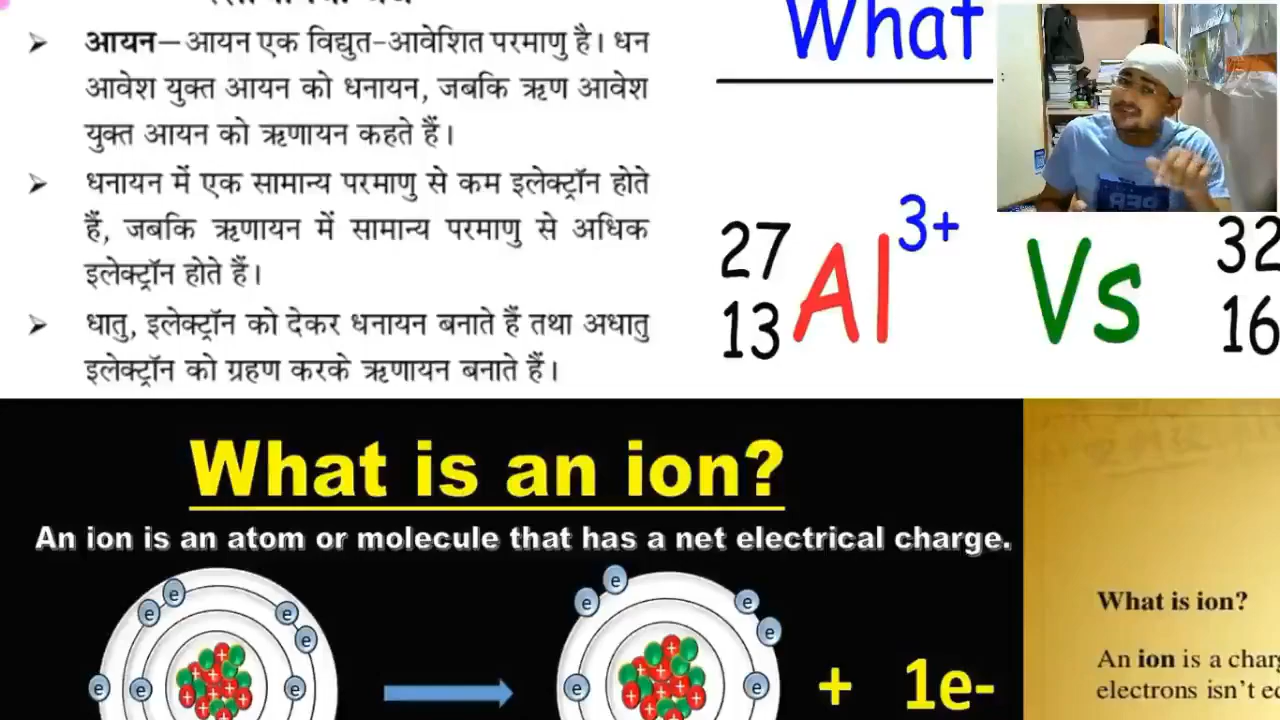 ➢ आयन–आयन एक विद्युत-आवेशित परमाणु है। धन
आवेश युक्त आयन को धनायन, जबकि ऋण आवेश
युक्त आयन को ऋणायन कहते हैं।
➢ धनायन में एक सामान्य परमाणु से कम इलेक्ट्रॉन होते
हैं, जबकि ऋणायन में सामान्य परमाणु से अधिक
इलेक्ट्रॉन होते हैं।
➢ धातु, इलेक्ट्रॉन को देकर धनायन बनाते हैं तथा अधातु
इलेक्ट्रॉन को ग्रहण करके ऋणायन बनाते हैं।
What
27 Al 3+ Vs 32
13 16
What is an ion?
An ion is an atom or molecule that has a net electrical charge.
e e e e e e e
e e e e e e
+ 1e-
What is ion?
An ion is a charg
electrons isn't